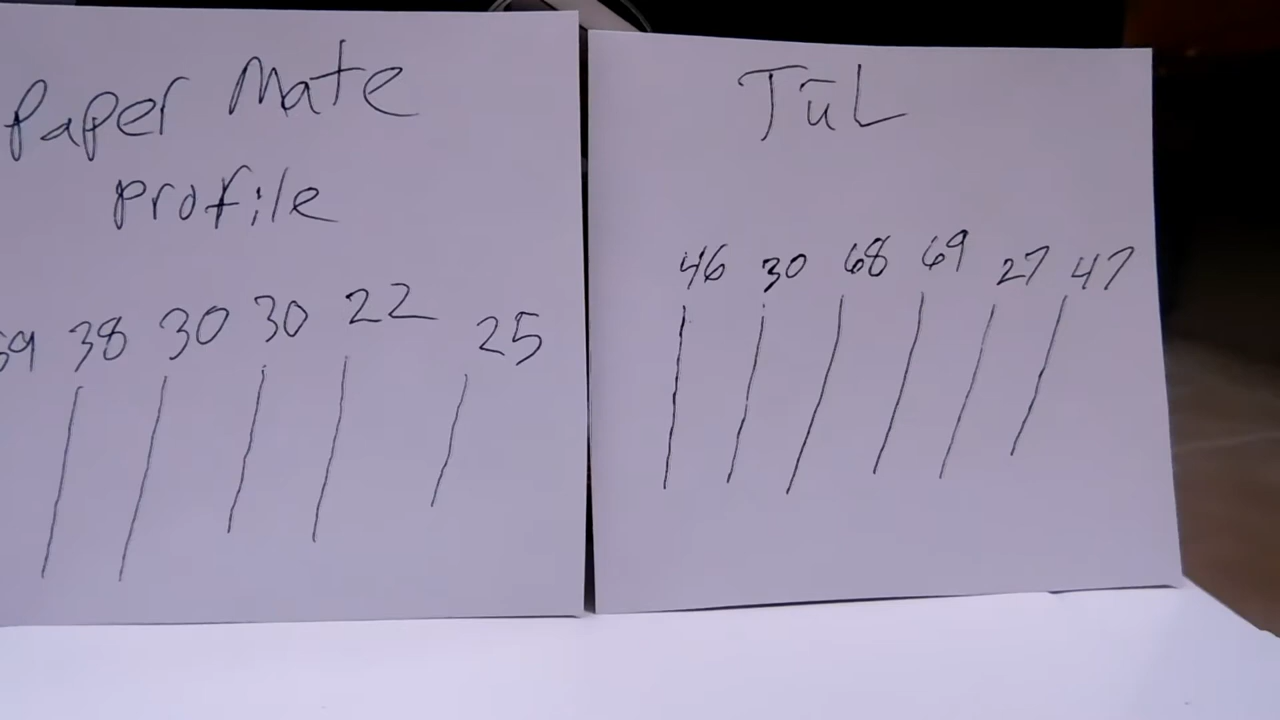 Paper Mate
Profile
38 30 30 22 25
TūL
46 30 68 69 27 47